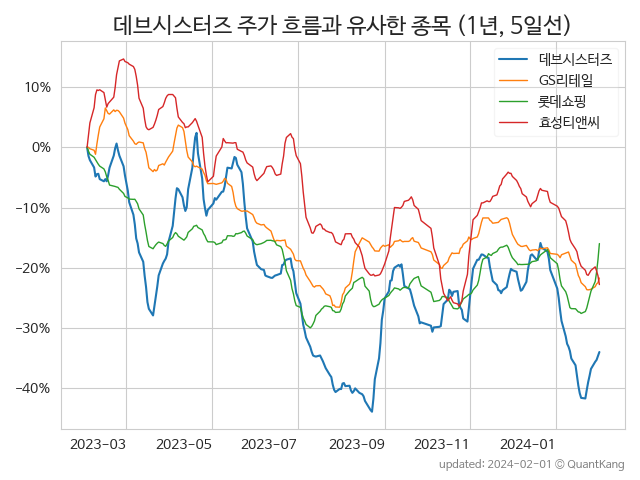 데브시스터즈 주가 흐름과 유사한 종목 (1년, 5일선)
데브시스터즈
GS리테일
롯데쇼핑
효성티앤씨
10%
0%
−10%
−20%
−30%
−40%
2023-03 2023-05 2023-07 2023-09 2023-11 2024-01
updated: 2024-02-01 © QuantKang